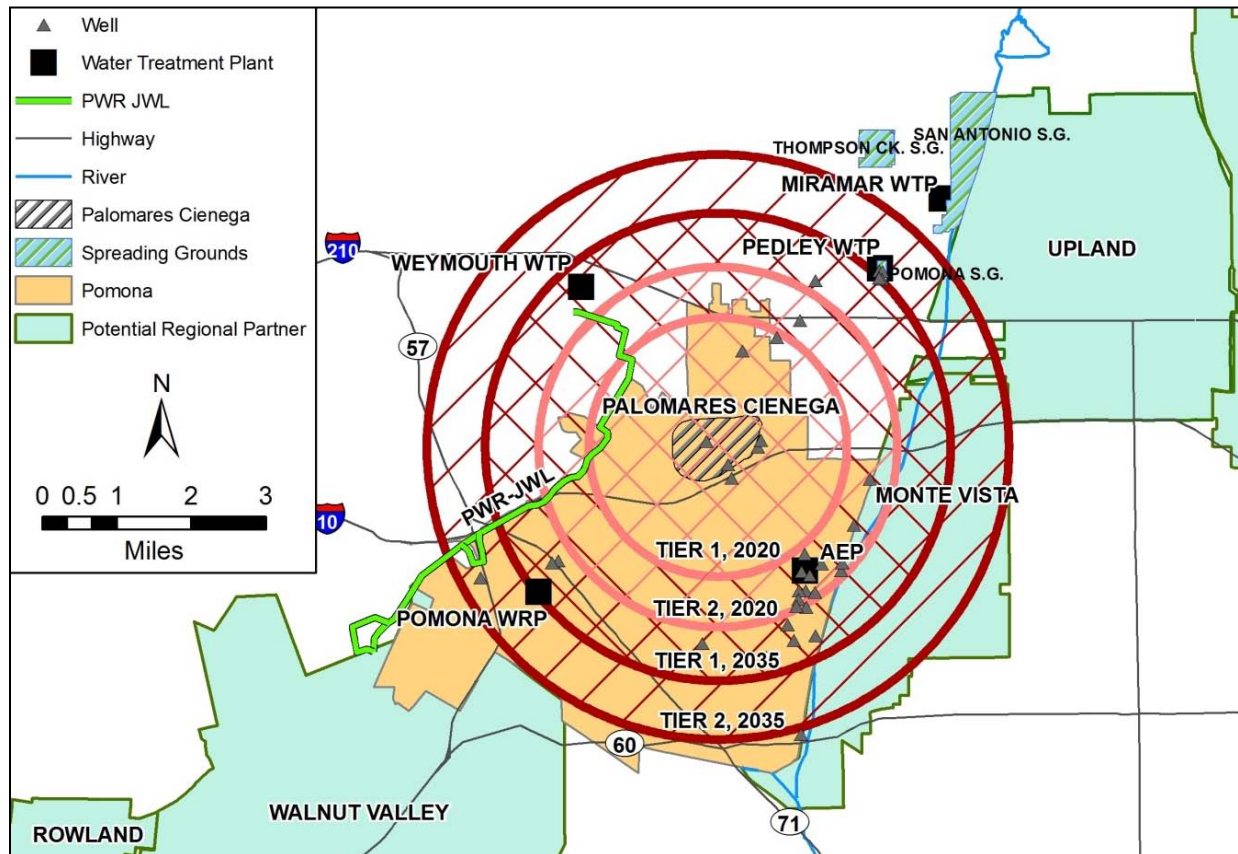 Well
Water Treatment Plant
PWR JWL
Highway
River
Palomares Cienega
Spreading Grounds
Pomona
Potential Regional Partner
N
0 0.5 1 2 3
Miles
SAN ANTONIO S.G.
THOMPSON CK. S.G.
MIRAMAR WTP
210
WEYMOUTH WTP
PEDLEY WTP
UPLAND
POMONA S.G.
57
PALOMARES CIENEGA
PWR-JWL
MONTE VISTA
10
TIER 1, 2020
AEP
TIER 2, 2020
POMONA WRP
TIER 1, 2035
TIER 2, 2035
60
WALNUT VALLEY
71
ROWLAND